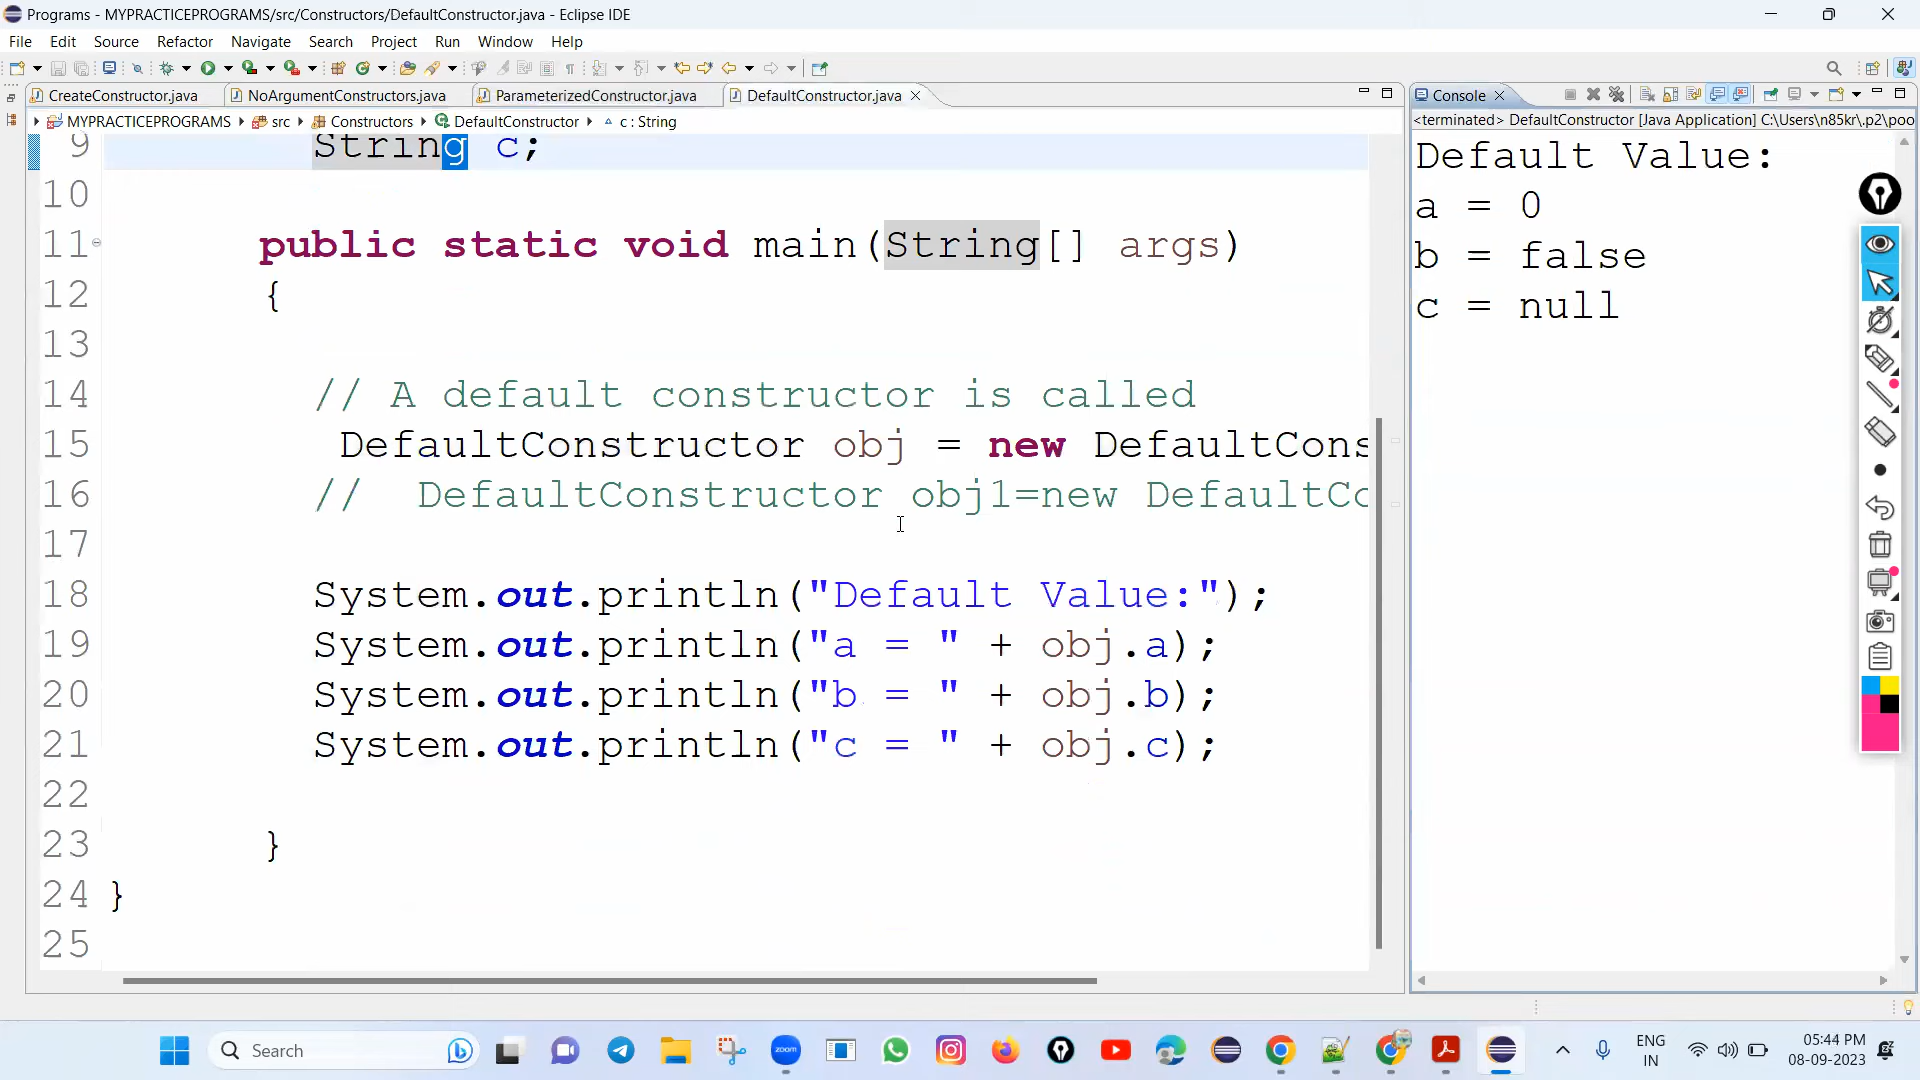 Programs - MYPRACTICEPROGRAMS/src/Constructors/DefaultConstructor.java - Eclipse IDE
File Edit Source Refactor Navigate Search Project Run Window Help
CreateConstructor.java NoArgumentConstructors.java ParameterizedConstructor.java DefaultConstructor.java
Console
MYPRACTICEPROGRAMS src Constructors DefaultConstructor c : String
<terminated> DefaultConstructor [Java Application] C:\Users\n85kr\.p2\poo
9 String c;
10
11 public static void main(String[] args)
12 {
13
14 // A default constructor is called
15 DefaultConstructor obj = new DefaultCons
16 // DefaultConstructor obj1=new DefaultCo
17
18 System.out.println("Default Value:");
19 System.out.println("a = " + obj.a);
20 System.out.println("b = " + obj.b);
21 System.out.println("c = " + obj.c);
22
23 }
24 }
25
Default Value:
a = 0
b = false
c = null
Search
zoom
ENG
IN
05:44 PM
08-09-2023